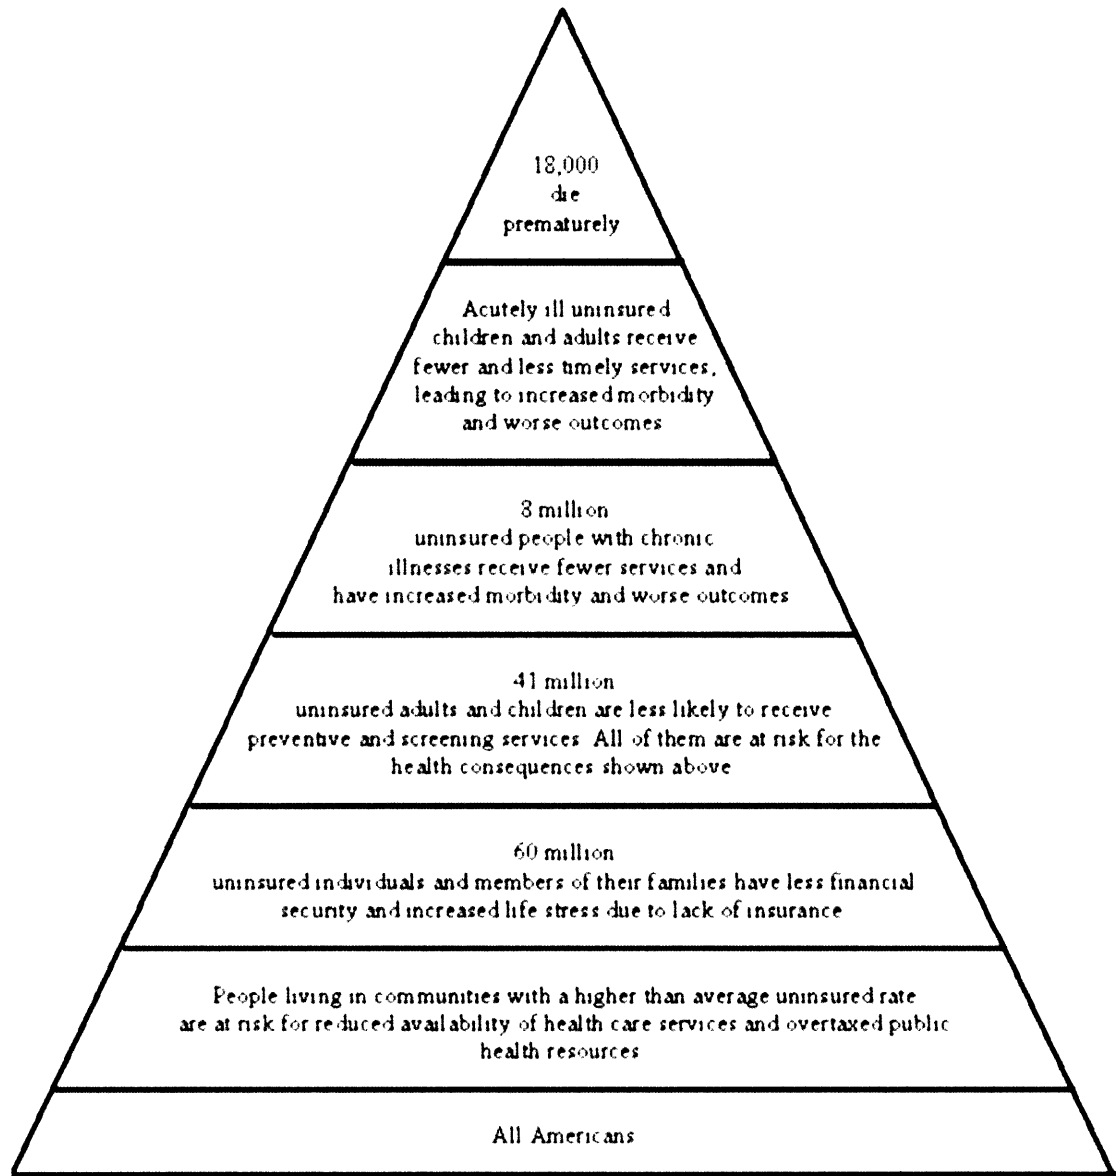 18,000
die
prematurely
Acutely ill uninsured
children and adults receive
fewer and less timely services,
leading to increased morbidity
and worse outcomes
8 million
uninsured people with chronic
illnesses receive fewer services and
have increased morbidity and worse outcomes
41 million
uninsured adults and children are less likely to receive
preventive and screening services. All of them are at risk for the
health consequences shown above
60 million
uninsured individuals and members of their families have less financial
security and increased life stress due to lack of insurance
People living in communities with a higher than average uninsured rate
are at risk for reduced availability of health care services and overtaxed public
health resources
All Americans